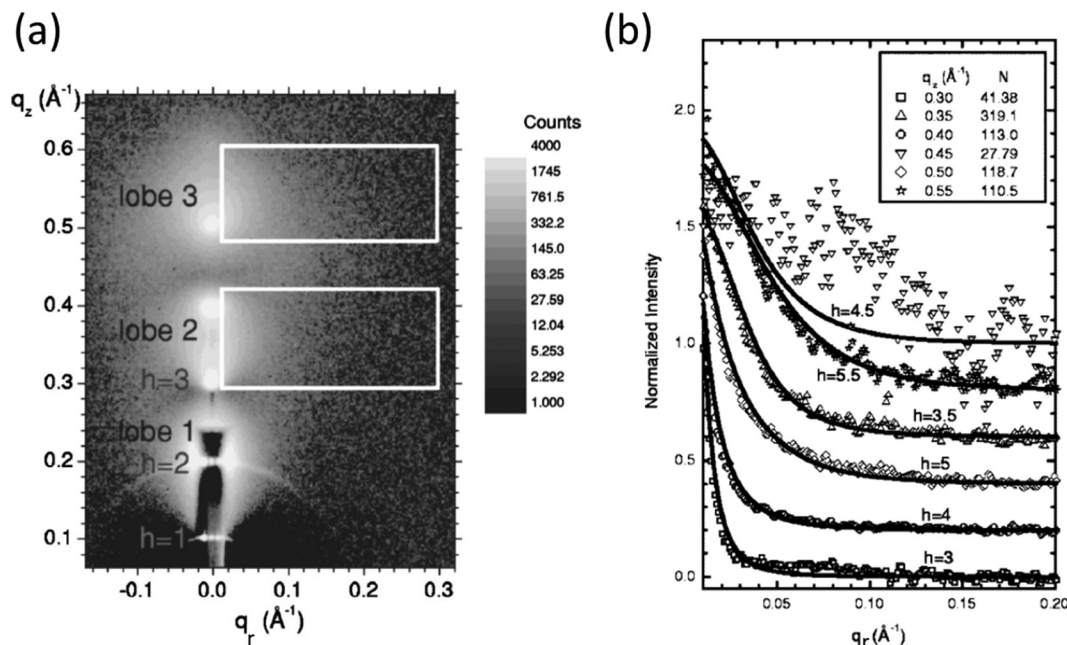 (a)
q_z (Å⁻¹)
0.6
0.5
0.4
0.3
0.2
0.1
lobe 3
lobe 2
h=3
lobe 1
h=2
h=1
-0.1 0.0 0.1 0.2 0.3
q_r (Å⁻¹)
Counts
4000
1745
761.5
332.2
145.0
63.25
27.59
12.04
5.253
2.292
1.000
(b)
Normalized Intensity
2.0
1.5
1.0
0.5
0.0
q_z (Å⁻¹) N
0.30 41.38
0.35 319.1
0.40 113.0
0.45 27.79
0.50 118.7
0.55 110.5
h=4.5
h=5.5
h=3.5
h=5
h=4
h=3
0.05 0.10 0.15 0.20
q_r (Å⁻¹)